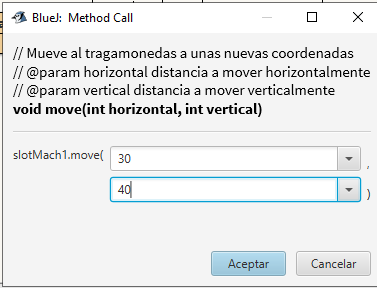 BlueJ: Method Call
// Mueve al tragamonedas a unas nuevas coordenadas
// @param horizontal distancia a mover horizontalmente
// @param vertical distancia a mover verticalmente
void move(int horizontal, int vertical)
slotMach1.move(
30
,
40
)
Aceptar
Cancelar